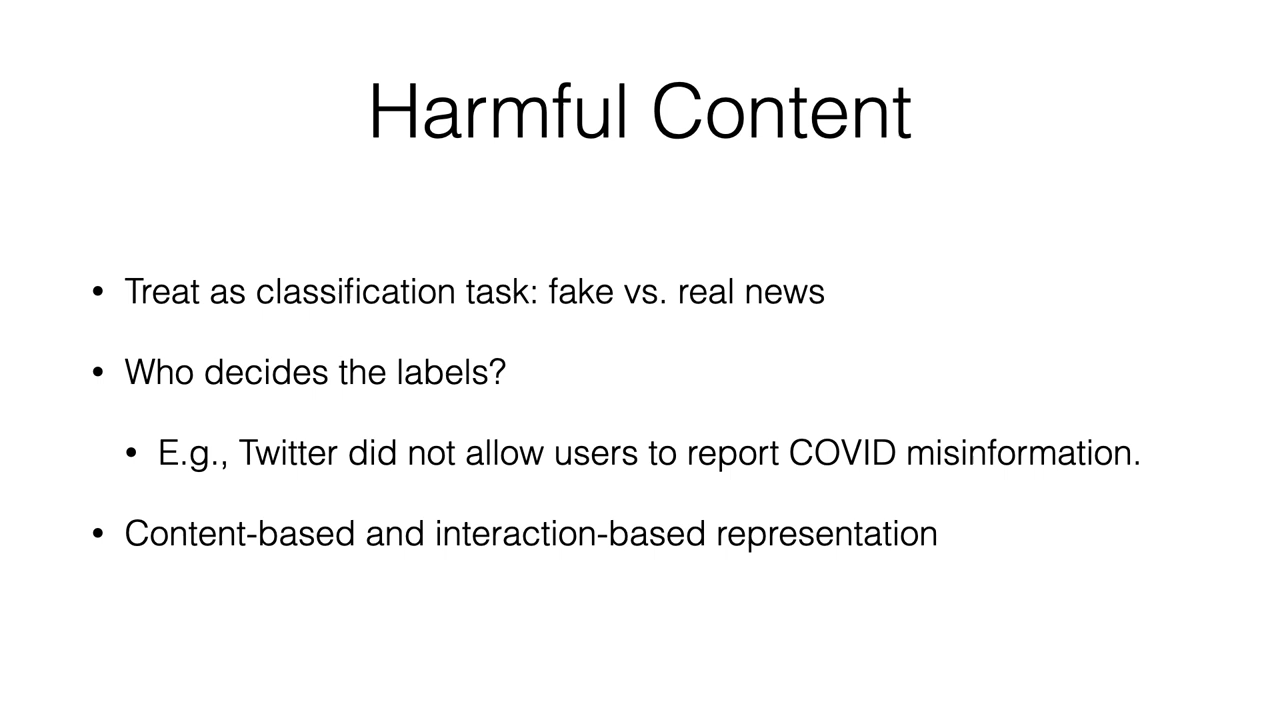 Harmful Content
• Treat as classification task: fake vs. real news
• Who decides the labels?
• E.g., Twitter did not allow users to report COVID misinformation.
• Content-based and interaction-based representation